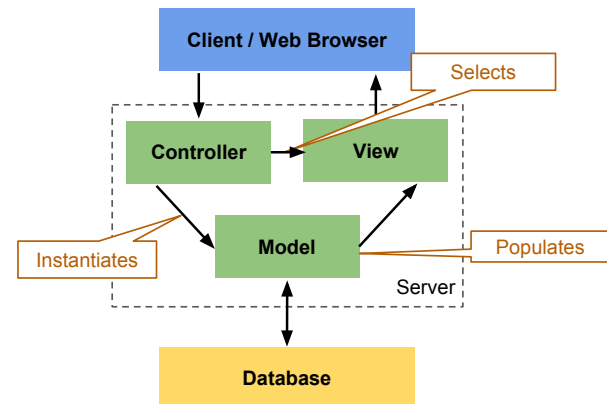 Client / Web Browser
Selects
Controller
View
Instantiates
Model
Populates
Server
Database